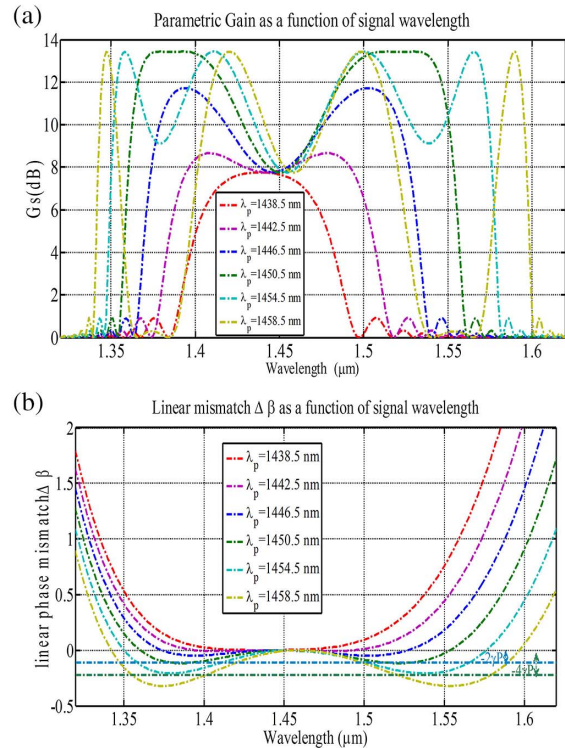 (a)
Parametric Gain as a function of signal wavelength
14
12
10
8
6
4
2
1
0
Gs(dB)
λp=1438.5 nm
λp=1442.5 nm
λp=1446.5 nm
λp=1450.5 nm
λp=1454.5 nm
λp=1458.5 nm
1.35 1.4 1.45 1.5 1.55 1.6
Wavelength (µm)
(b)
Linear mismatch Δ β as a function of signal wavelength
2
1.5
1
0.5
0
-0.5
linear phase mismatchΔ β
λp=1438.5 nm
λp=1442.5 nm
λp=1446.5 nm
λp=1450.5 nm
λp=1454.5 nm
λp=1458.5 nm
-2γP
-4γP
1.35 1.4 1.45 1.5 1.55 1.6
Wavelength (µm)